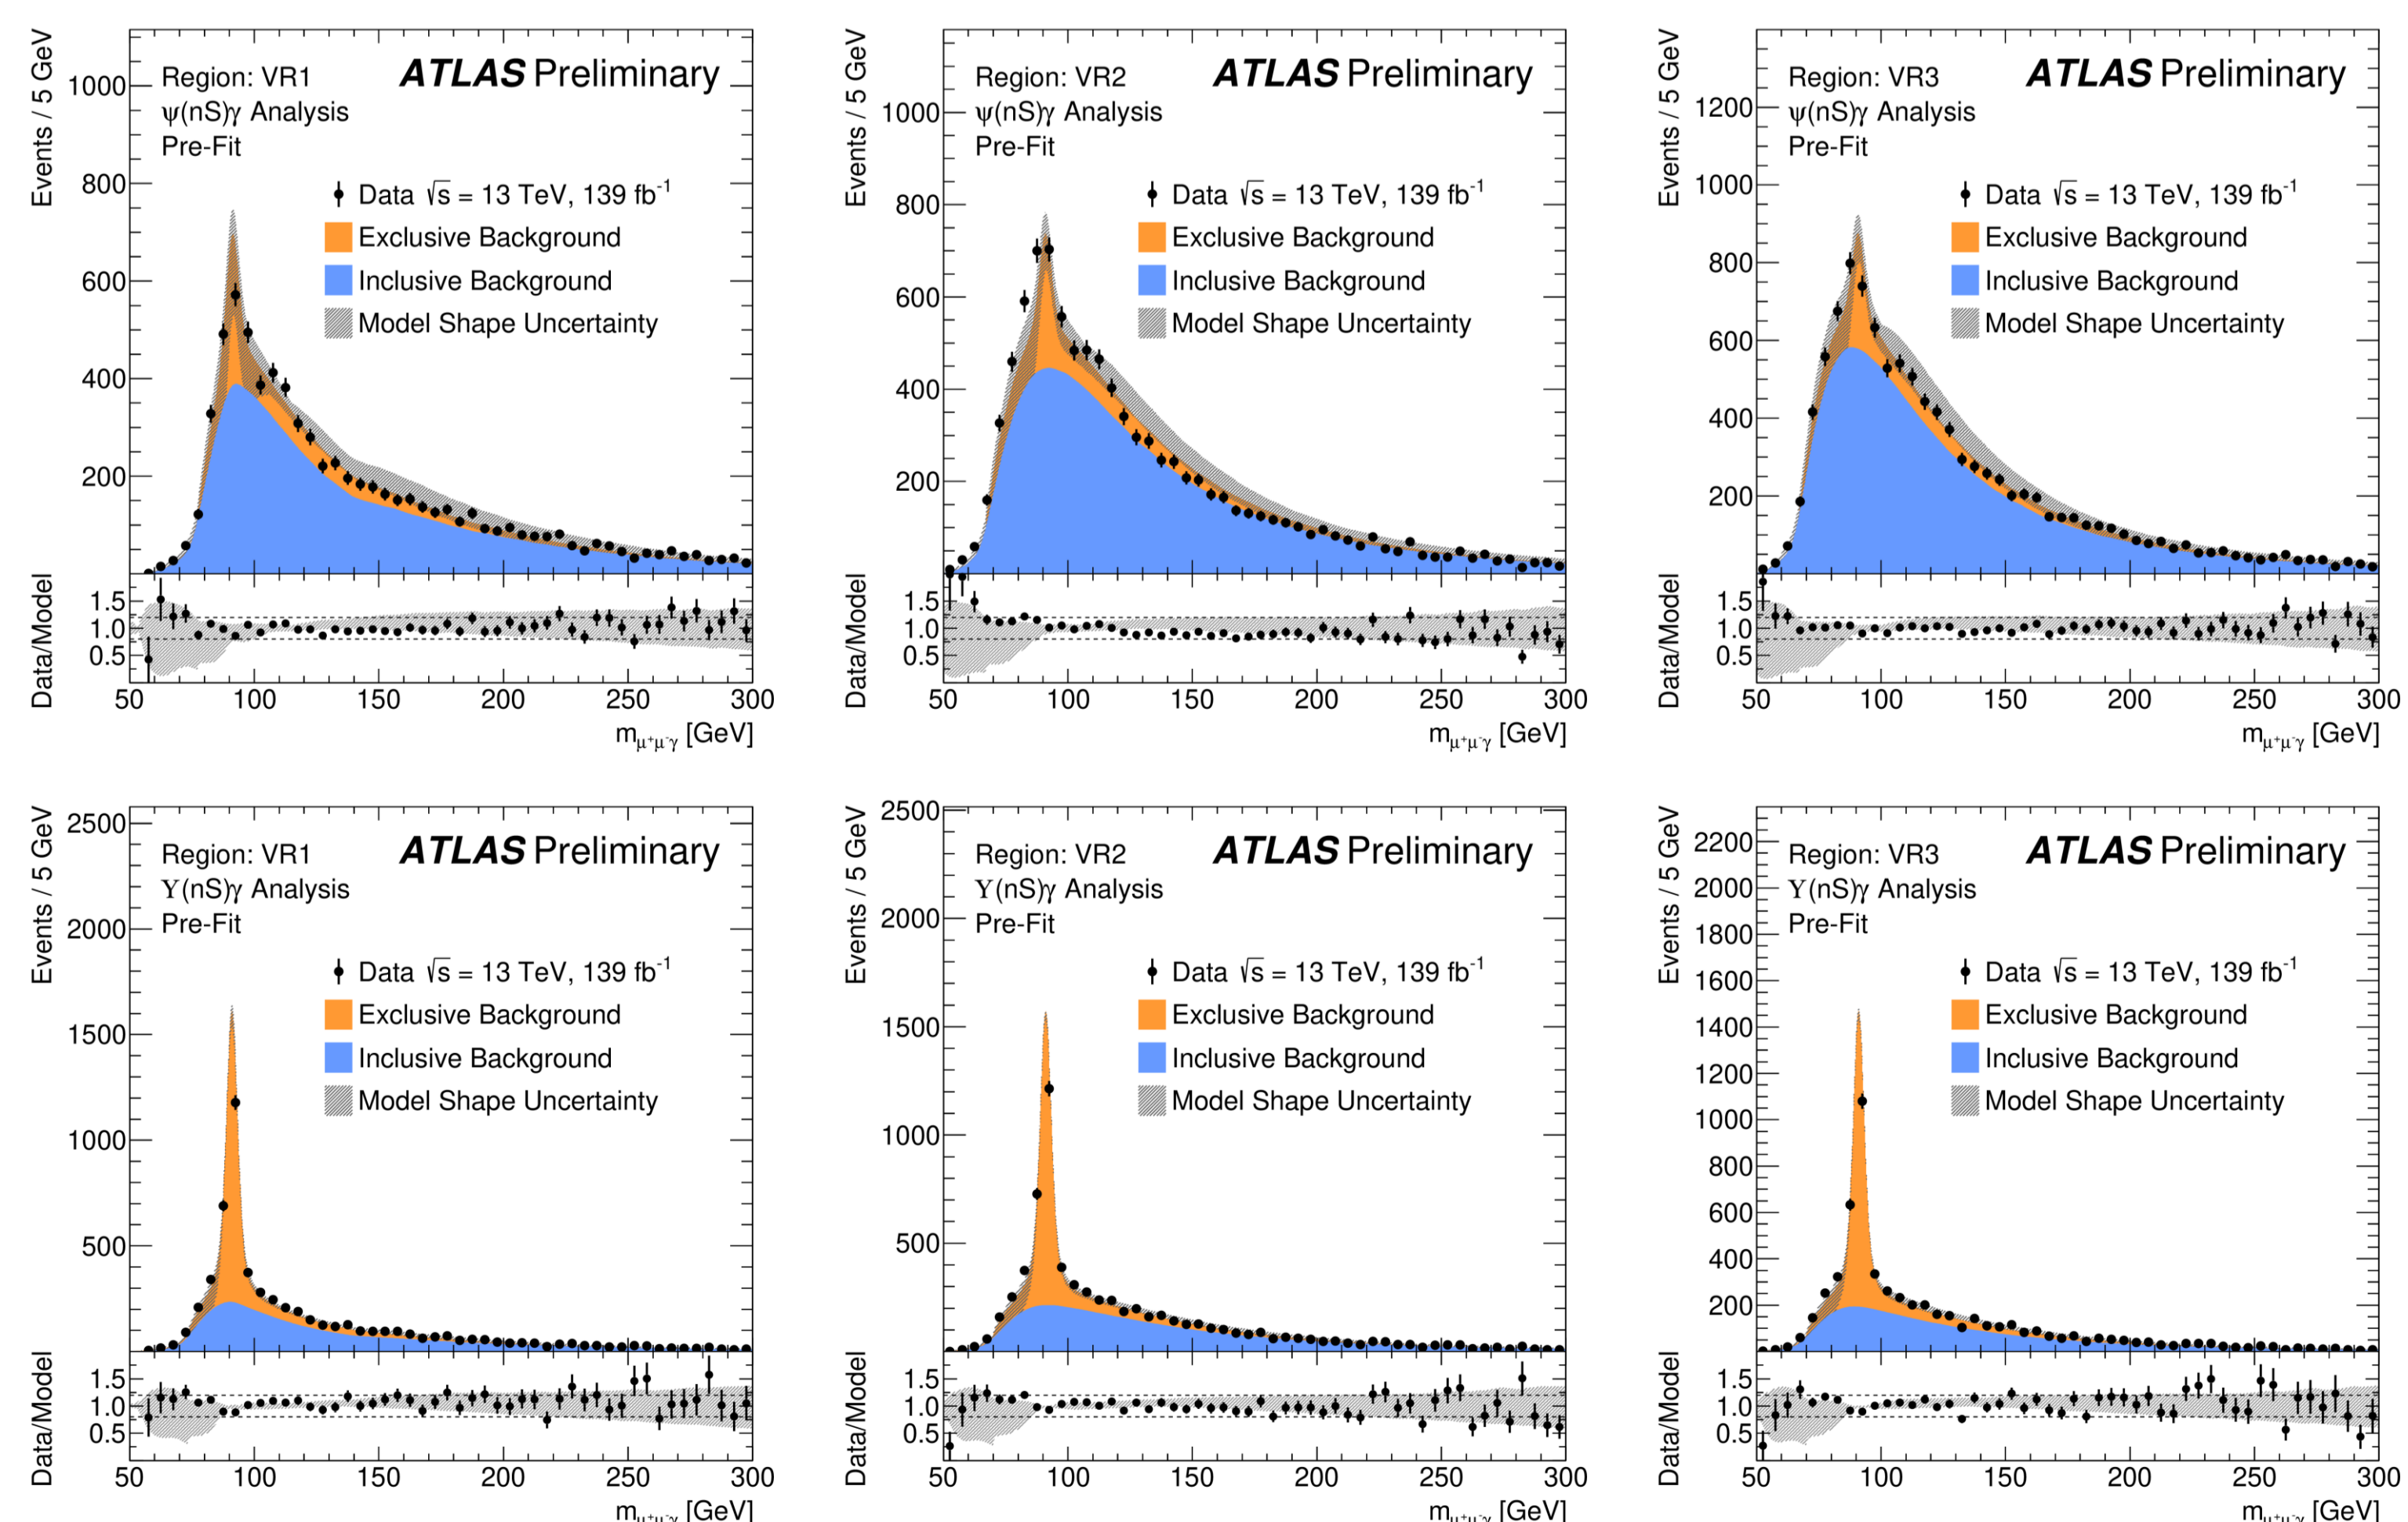 Events / 5 GeV
1000
800
600
400
200
Region: VR1
ATLAS Preliminary
ψ(nS)γ Analysis
Pre-Fit
Data √s = 13 TeV, 139 fb⁻¹
Exclusive Background
Inclusive Background
Model Shape Uncertainty
Data/Model
1.5
1.0
0.5
50 100 150 200 250 300
m_μ⁺μ⁻γ [GeV]
Events / 5 GeV
1000
800
600
400
200
Region: VR2
ATLAS Preliminary
ψ(nS)γ Analysis
Pre-Fit
Data √s = 13 TeV, 139 fb⁻¹
Exclusive Background
Inclusive Background
Model Shape Uncertainty
Data/Model
1.5
1.0
0.5
50 100 150 200 250 300
m_μ⁺μ⁻γ [GeV]
Events / 5 GeV
1200
1000
800
600
400
200
Region: VR3
ATLAS Preliminary
ψ(nS)γ Analysis
Pre-Fit
Data √s = 13 TeV, 139 fb⁻¹
Exclusive Background
Inclusive Background
Model Shape Uncertainty
Data/Model
1.5
1.0
0.5
50 100 150 200 250 300
m_μ⁺μ⁻γ [GeV]
Events / 5 GeV
2500
2000
1500
1000
500
Region: VR1
ATLAS Preliminary
Υ(nS)γ Analysis
Pre-Fit
Data √s = 13 TeV, 139 fb⁻¹
Exclusive Background
Inclusive Background
Model Shape Uncertainty
Data/Model
1.5
1.0
0.5
50 100 150 200 250 300
m_μ⁺μ⁻γ [GeV]
Events / 5 GeV
2500
2000
1500
1000
500
Region: VR2
ATLAS Preliminary
Υ(nS)γ Analysis
Pre-Fit
Data √s = 13 TeV, 139 fb⁻¹
Exclusive Background
Inclusive Background
Model Shape Uncertainty
Data/Model
1.5
1.0
0.5
50 100 150 200 250 300
m_μ⁺μ⁻γ [GeV]
Events / 5 GeV
2200
2000
1800
1600
1400
1200
1000
800
600
400
200
Region: VR3
ATLAS Preliminary
Υ(nS)γ Analysis
Pre-Fit
Data √s = 13 TeV, 139 fb⁻¹
Exclusive Background
Inclusive Background
Model Shape Uncertainty
Data/Model
1.5
1.0
0.5
50 100 150 200 250 300
m_μ⁺μ⁻γ [GeV]